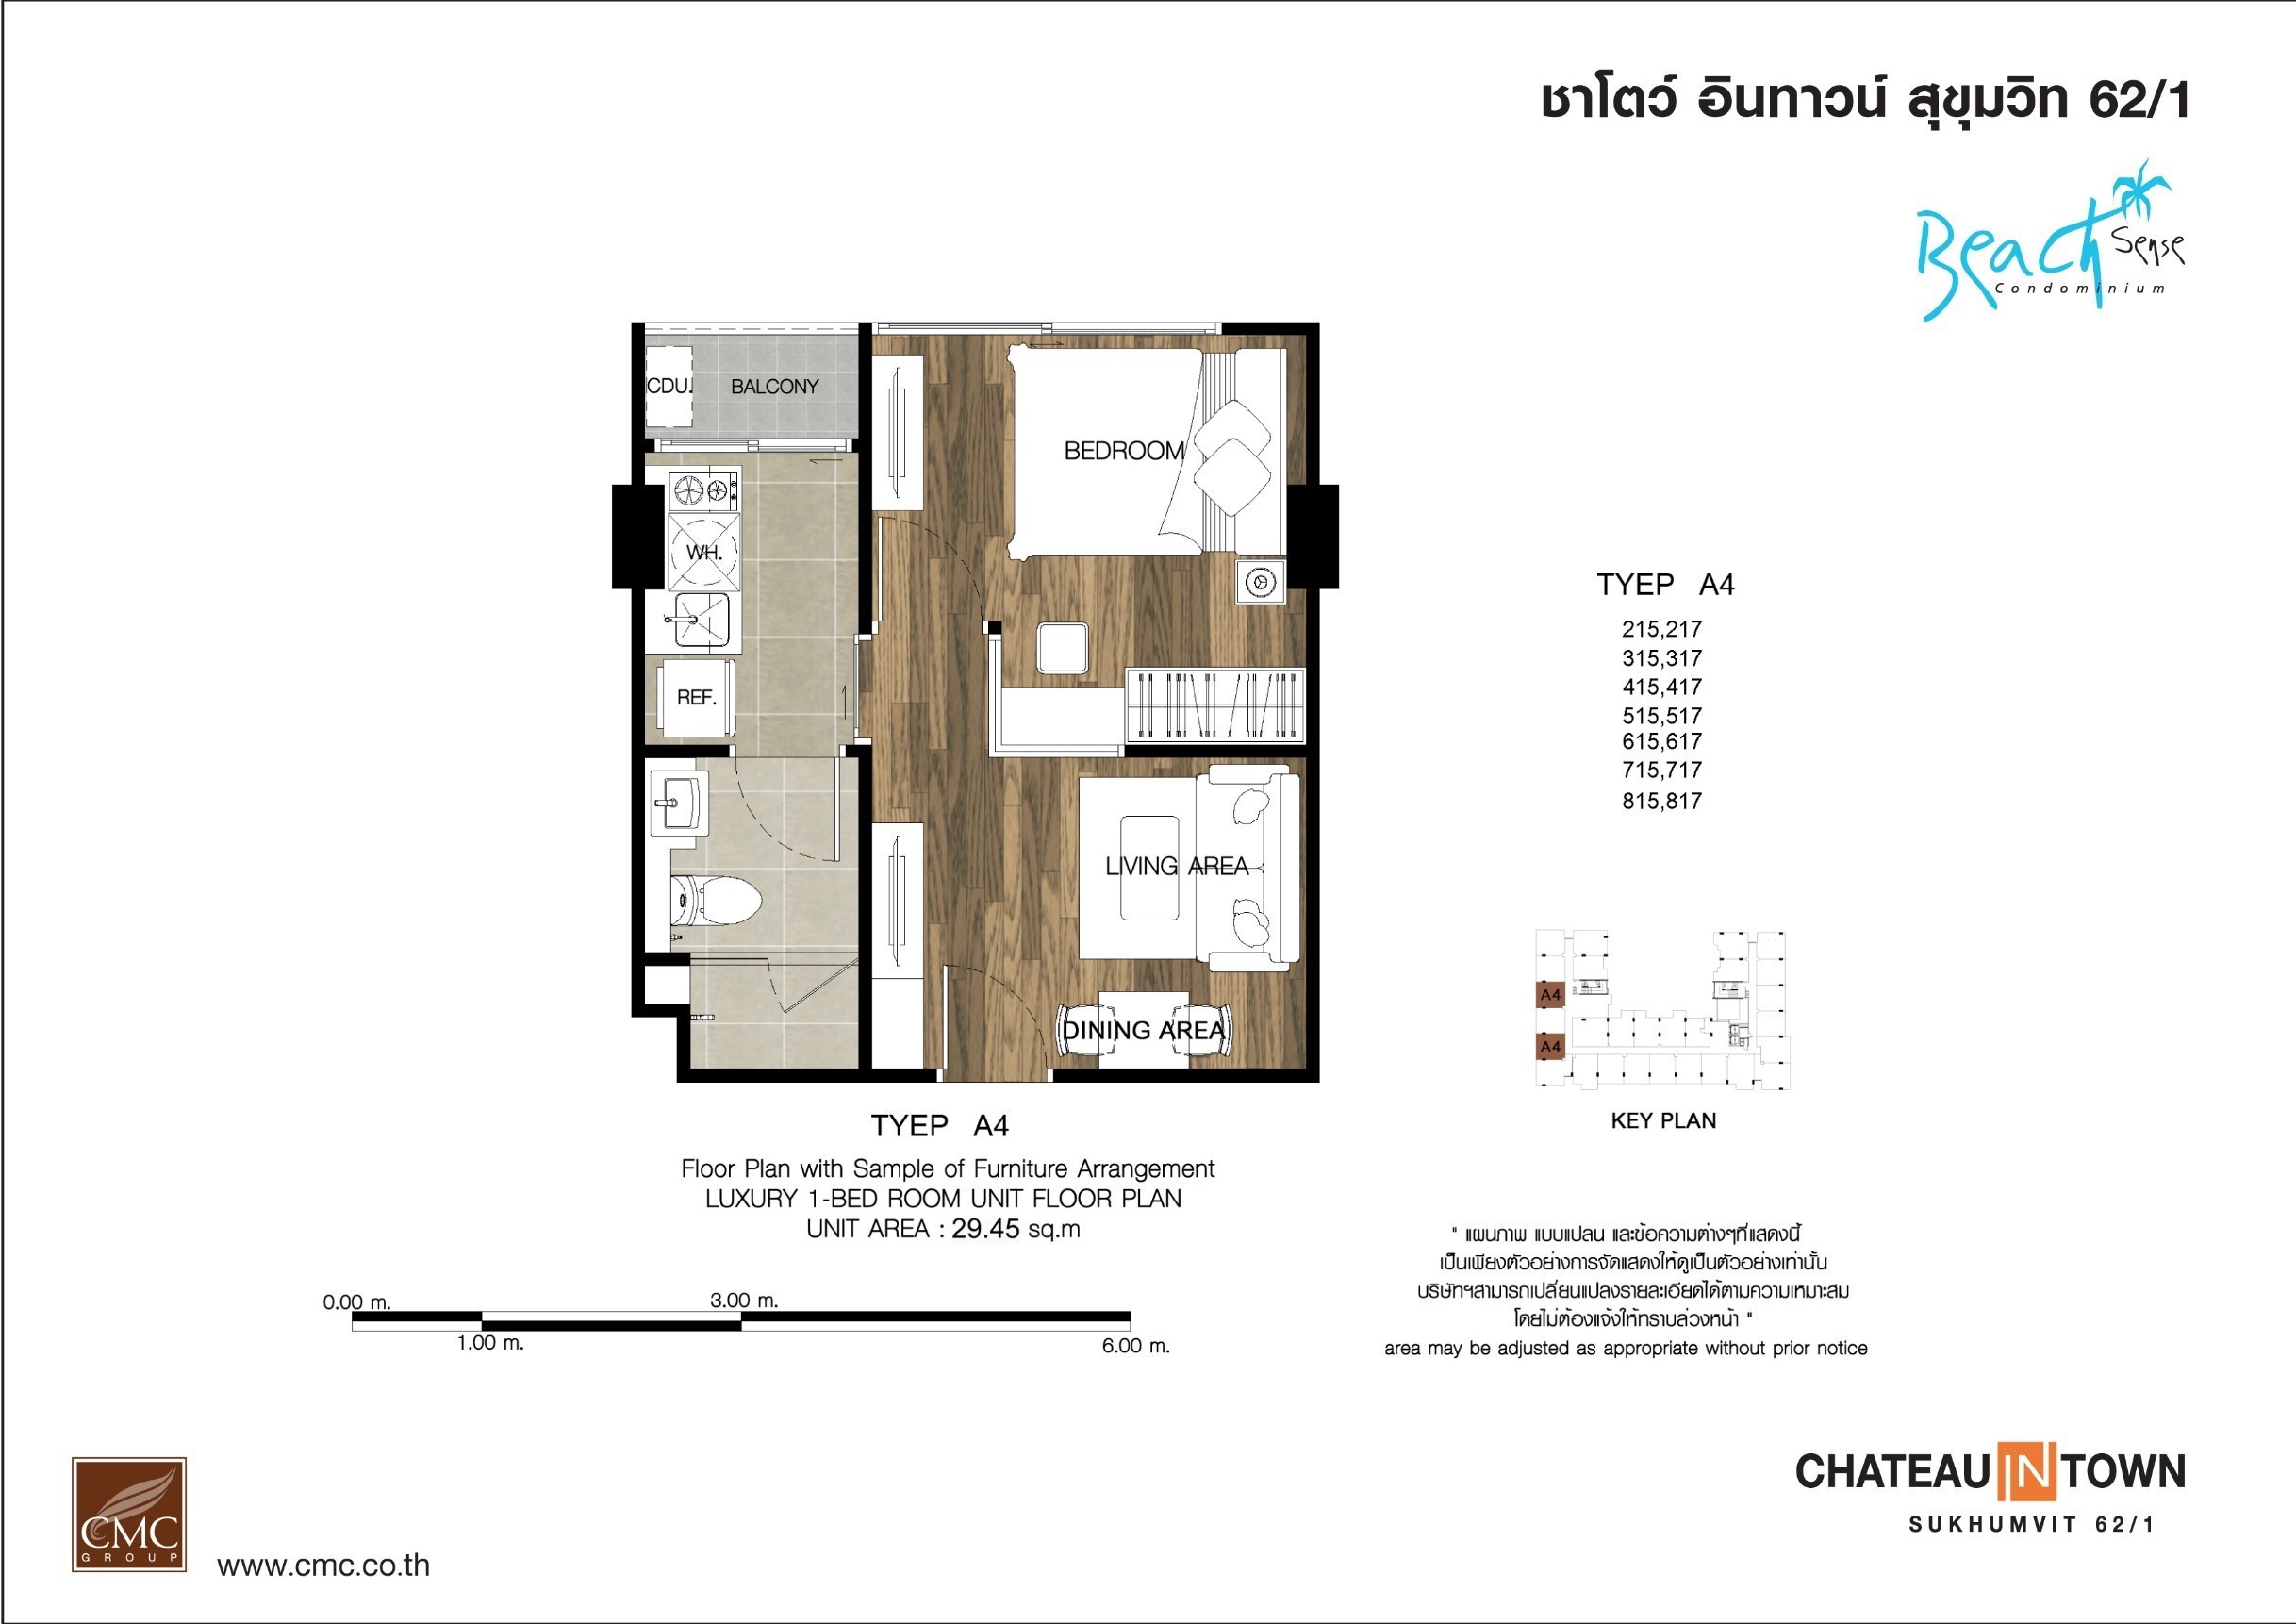 ชาโตว์ อินทาวน์ สุขุมวิท 62/1
Beach Sense
Condominium
CDU.
BALCONY
BEDROOM
WH.
REF.
LIVING AREA
DINING AREA
TYEP A4
Floor Plan with Sample of Furniture Arrangement
LUXURY 1-BED ROOM UNIT FLOOR PLAN
UNIT AREA : 29.45 sq.m
0.00 m.
3.00 m.
1.00 m.
6.00 m.
TYEP A4
215,217
315,317
415,417
515,517
615,617
715,717
815,817
A4
A4
KEY PLAN
" แผนภาพ แบบแปลน และข้อความต่างๆที่แสดงนี้
เป็นเพียงตัวอย่างการจัดแสดงให้ดูเป็นตัวอย่างเท่านั้น
บริษัทฯสามารถเปลี่ยนแปลงรายละเอียดได้ตามความเหมาะสม
โดยไม่ต้องแจ้งให้ทราบล่วงหน้า "
area may be adjusted as appropriate without prior notice
CMC
GROUP
www.cmc.co.th
CHATEAU IN TOWN
SUKHUMVIT 62/1